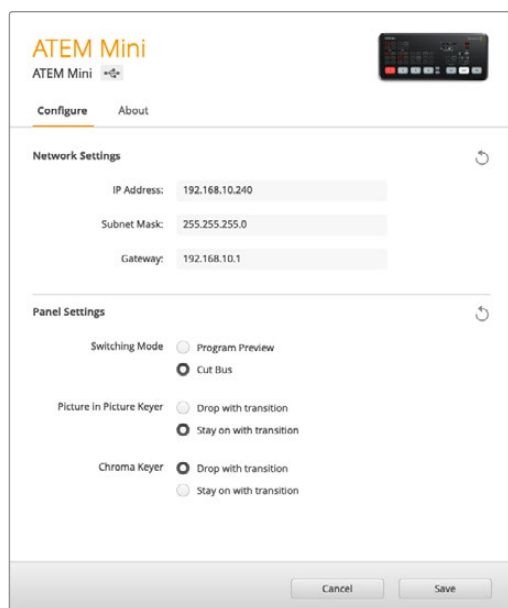 ATEM Mini
ATEM Mini
Configure About
Network Settings
IP Address: 192.168.10.240
Subnet Mask: 255.255.255.0
Gateway: 192.168.10.1
Panel Settings
Switching Mode Program Preview
Cut Bus
Picture in Picture Keyer Drop with transition
Stay on with transition
Chroma Keyer Drop with transition
Stay on with transition
Cancel Save